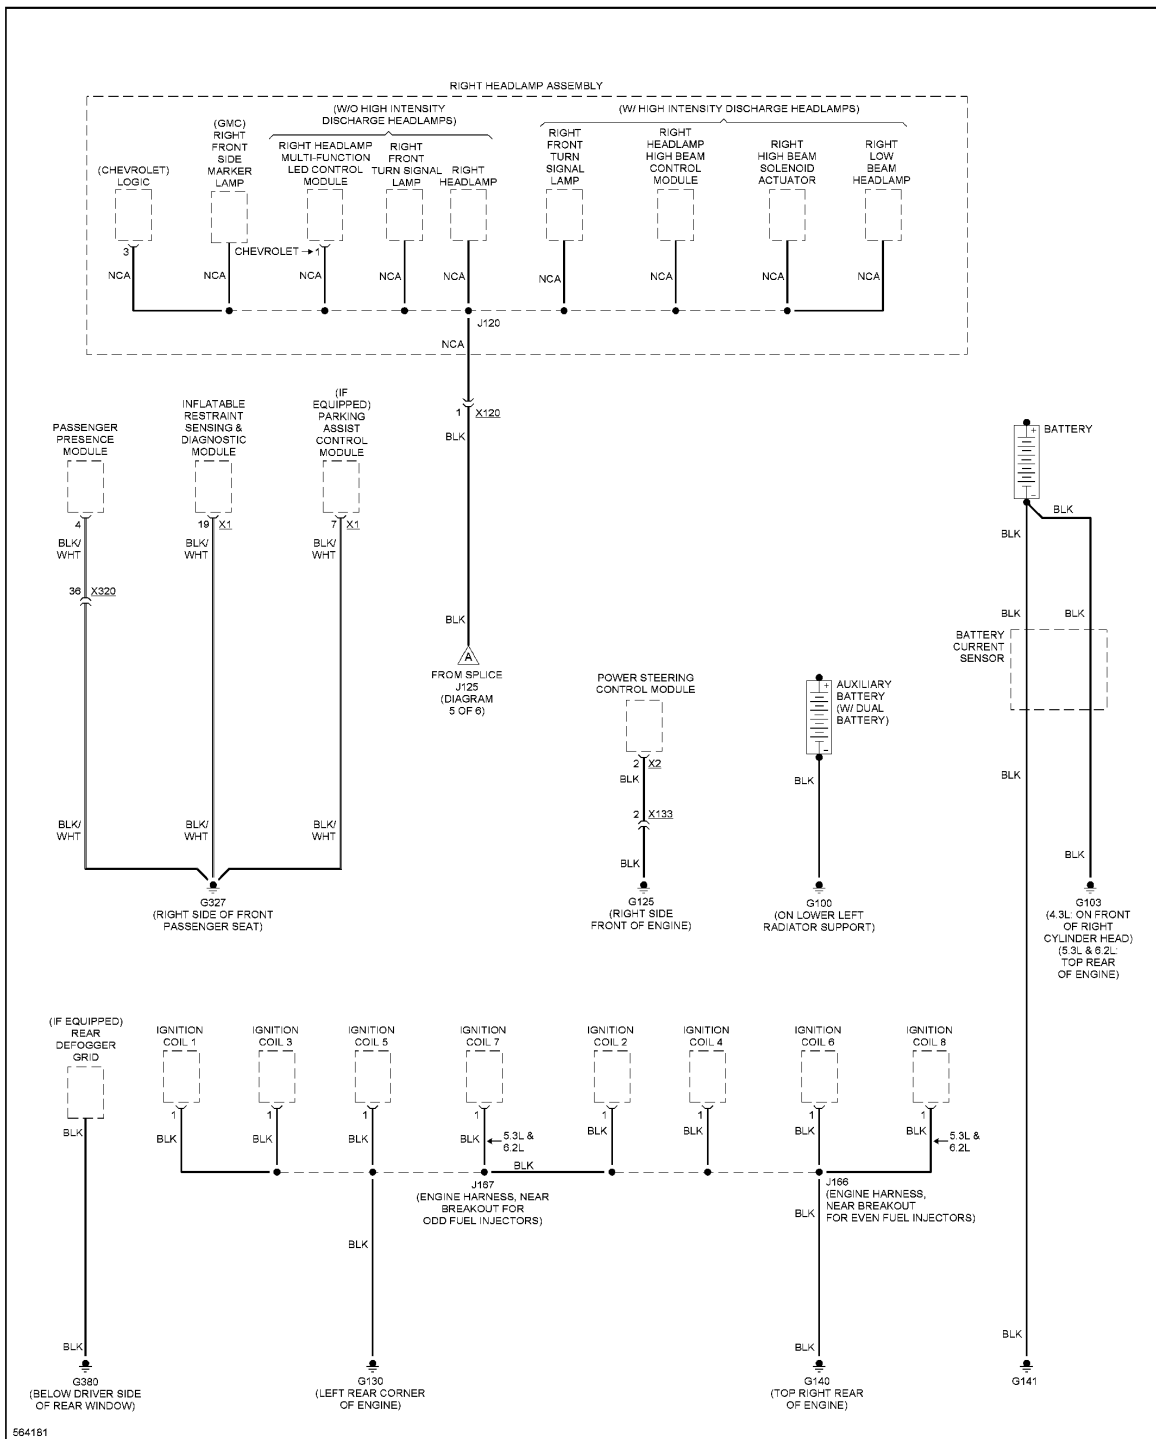 RIGHT HEADLAMP ASSEMBLY
(W/O HIGH INTENSITY
DISCHARGE HEADLAMPS)
(W/ HIGH INTENSITY DISCHARGE HEADLAMPS)
(CHEVROLET)
LOGIC
(GMC)
RIGHT
FRONT
SIDE
MARKER
LAMP
RIGHT HEADLAMP
MULTI-FUNCTION
LED CONTROL
MODULE
RIGHT
FRONT
TURN SIGNAL
LAMP
RIGHT
HEADLAMP
RIGHT
FRONT
TURN
SIGNAL
LAMP
RIGHT
HEADLAMP
HIGH BEAM
CONTROL
MODULE
RIGHT
HIGH BEAM
SOLENOID
ACTUATOR
RIGHT
LOW
BEAM
HEADLAMP
3
CHEVROLET
1
NCA
NCA
NCA
NCA
NCA
NCA
NCA
NCA
NCA
J120
NCA
1
X120
BLK
BLK
A
FROM SPLICE
J125
(DIAGRAM
5 OF 6)
PASSENGER
PRESENCE
MODULE
4
BLK/
WHT
36
X320
BLK/
WHT
INFLATABLE
RESTRAINT
SENSING &
DIAGNOSTIC
MODULE
19
X1
BLK/
WHT
BLK/
WHT
(IF
EQUIPPED)
PARKING
ASSIST
CONTROL
MODULE
7
X1
BLK/
WHT
BLK/
WHT
G327
(RIGHT SIDE OF FRONT
PASSENGER SEAT)
POWER STEERING
CONTROL MODULE
2
X2
BLK
2
X133
BLK
G125
(RIGHT SIDE
FRONT OF ENGINE)
+
AUXILIARY
BATTERY
(W/ DUAL
BATTERY)
-
BLK
G100
(ON LOWER LEFT
RADIATOR SUPPORT)
+
BATTERY
-
BLK
BLK
BLK
BLK
BATTERY
CURRENT
SENSOR
BLK
BLK
G103
(4.3L: ON FRONT
OF RIGHT
CYLINDER HEAD)
(5.3L & 6.2L:
TOP REAR
OF ENGINE)
(IF EQUIPPED)
REAR
DEFOGGER
GRID
BLK
BLK
G380
(BELOW DRIVER SIDE
OF REAR WINDOW)
IGNITION
COIL 1
1
BLK
IGNITION
COIL 3
1
BLK
IGNITION
COIL 5
1
BLK
IGNITION
COIL 7
1
BLK
5.3L &
6.2L
IGNITION
COIL 2
1
BLK
IGNITION
COIL 4
1
BLK
IGNITION
COIL 6
1
BLK
IGNITION
COIL 8
1
BLK
5.3L &
6.2L
BLK
J167
(ENGINE HARNESS, NEAR
BREAKOUT FOR
ODD FUEL INJECTORS)
J166
(ENGINE HARNESS,
NEAR BREAKOUT
FOR EVEN FUEL INJECTORS)
BLK
BLK
BLK
BLK
G130
(LEFT REAR CORNER
OF ENGINE)
G140
(TOP RIGHT REAR
OF ENGINE)
BLK
G141
564181